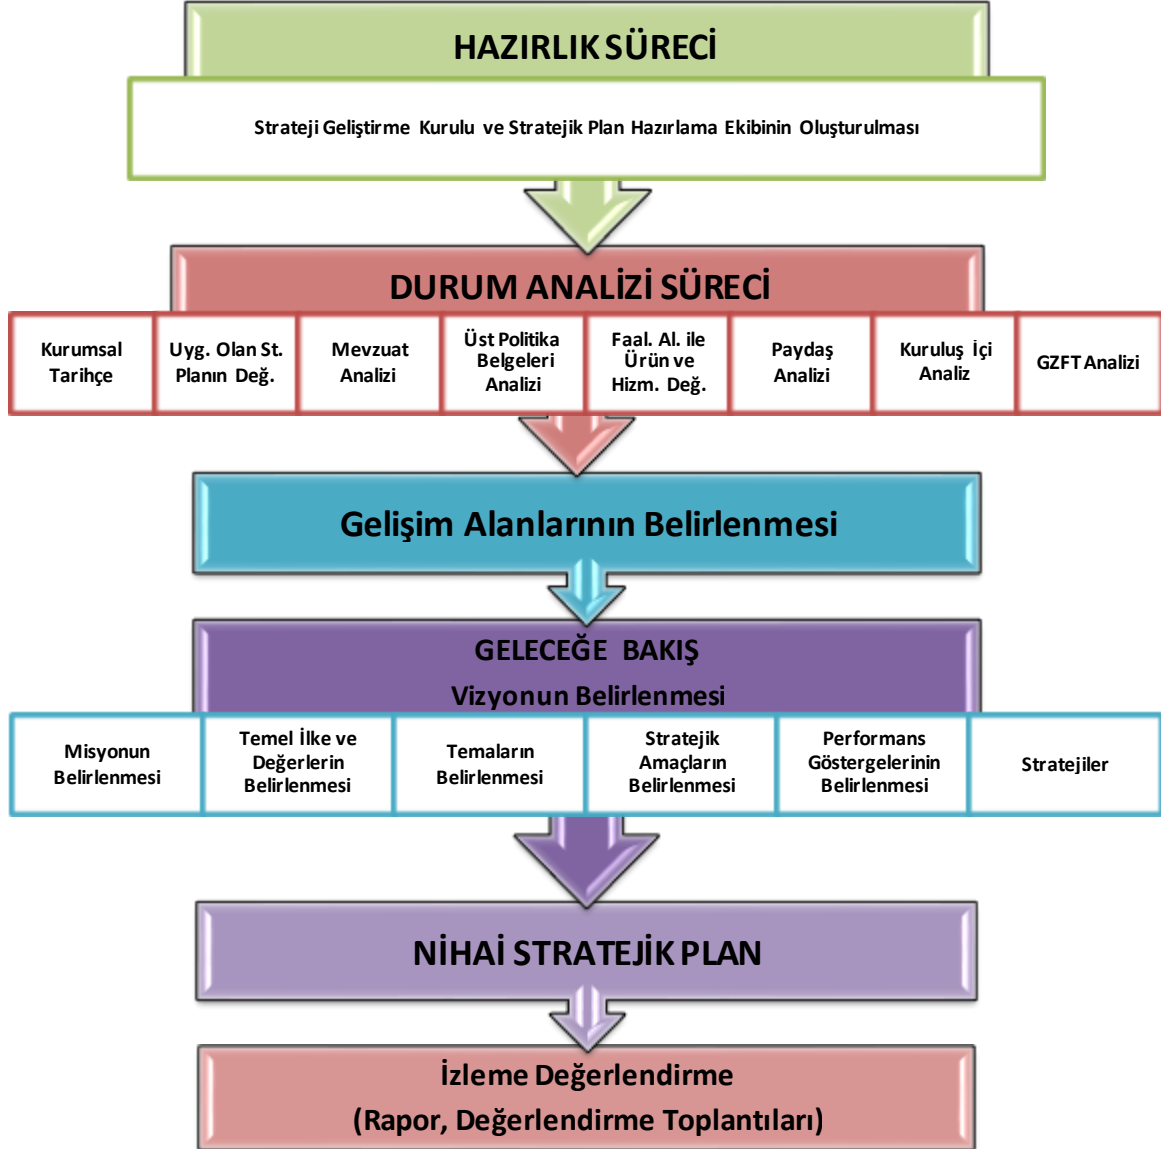 HAZIRLIK SÜRECİ
Strateji Geliştirme Kurulu ve Stratejik Plan Hazırlama Ekibinin Oluşturulması
DURUM ANALİZİ SÜRECİ
Kurumsal
Tarihçe
Uyg. Olan St.
Planın Değ.
Mevzuat
Analizi
Üst Politika
Belgeleri
Analizi
Faal. Al. ile
Ürün ve
Hizm. Değ.
Paydaş
Analizi
Kuruluş İçi
Analiz
GZFT Analizi
Gelişim Alanlarının Belirlenmesi
GELECEĞE BAKIŞ
Vizyonun Belirlenmesi
Misyonun
Belirlenmesi
Temel İlke ve
Değerlerin
Belirlenmesi
Temaların
Belirlenmesi
Stratejik
Amaçların
Belirlenmesi
Performans
Göstergelerinin
Belirlenmesi
Stratejiler
NİHAİ STRATEJİK PLAN
İzleme Değerlendirme
(Rapor, Değerlendirme Toplantıları)